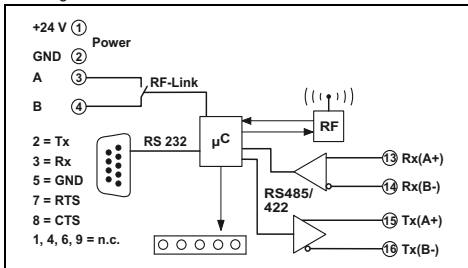 +24 V 1
Power
GND 2
A 3
RF-Link
B 4
RF
2 = Tx
3 = Rx
5 = GND
7 = RTS
8 = CTS
1, 4, 6, 9 = n.c.
RS 232
µC
13 Rx(A+)
14 Rx(B-)
RS485/
422
15 Tx(A+)
16 Tx(B-)